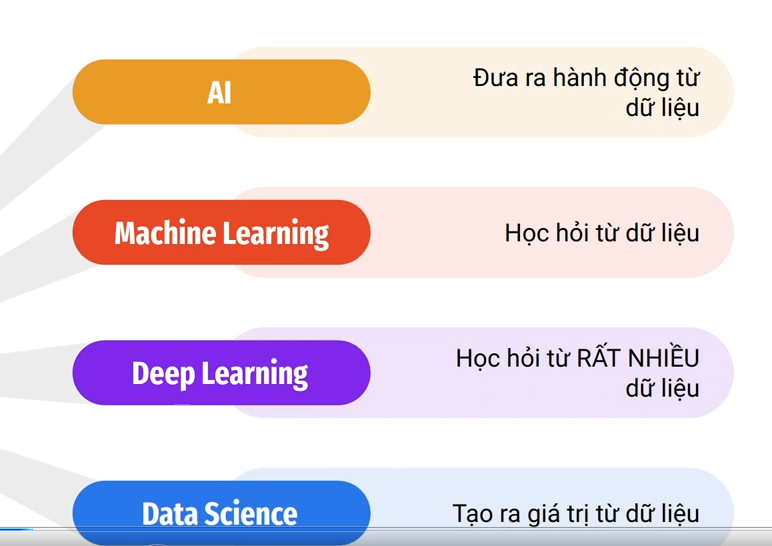 AI
Đưa ra hành động từ
dữ liệu
Machine Learning
Học hỏi từ dữ liệu
Deep Learning
Học hỏi từ RẤT NHIỀU
dữ liệu
Data Science
Tạo ra giá trị từ dữ liệu